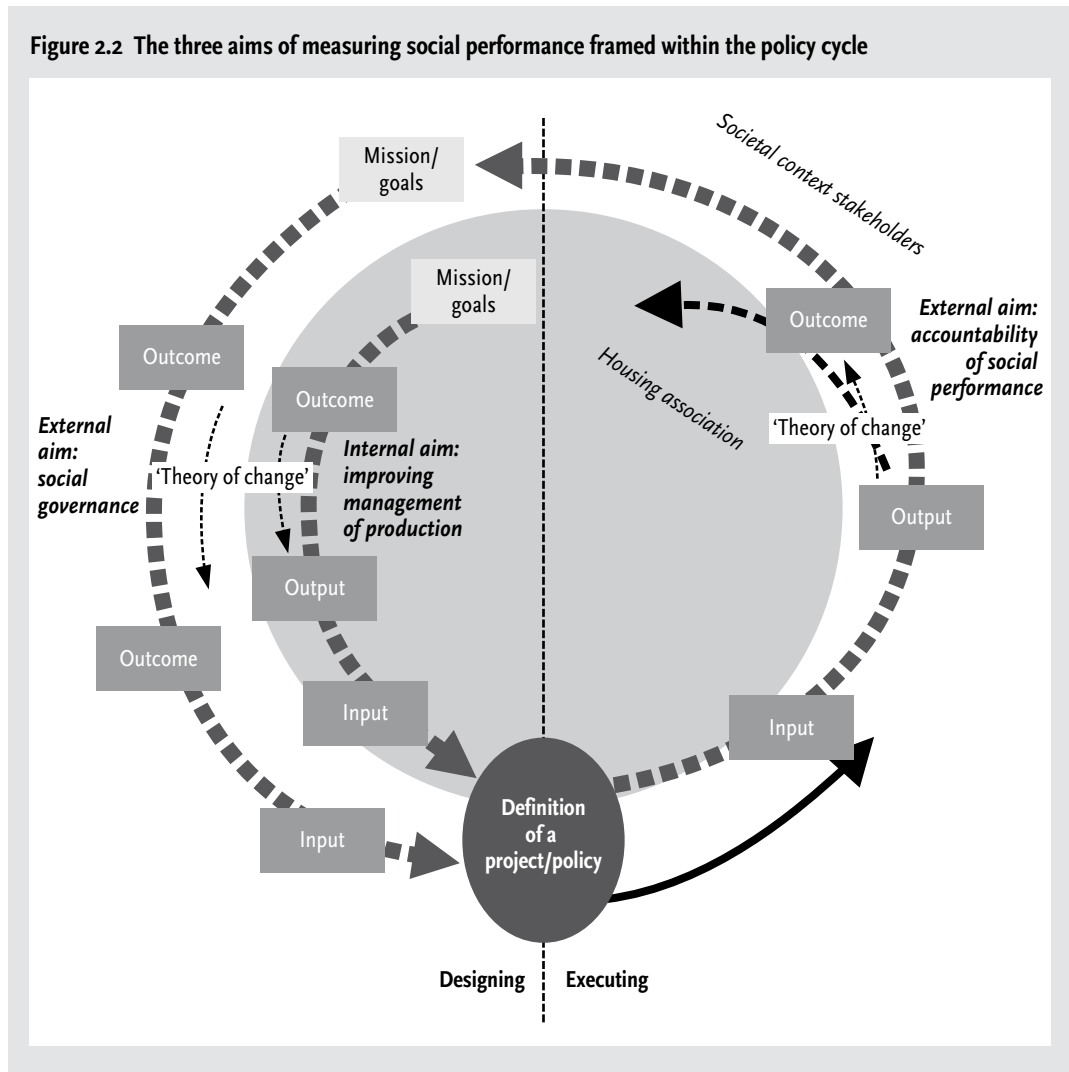 Figure 2.2 The three aims of measuring social performance framed within the policy cycle
Societal context stakeholders
Mission/
goals
Mission/
goals
Outcome
External aim:
accountability
of social
performance
Outcome
Outcome
Housing association
External
aim:
social
governance
'Theory of change'
Internal aim:
improving
management
of production
'Theory of change'
Output
Output
Outcome
Input
Input
Input
Definition
of a
project/policy
Designing
Executing